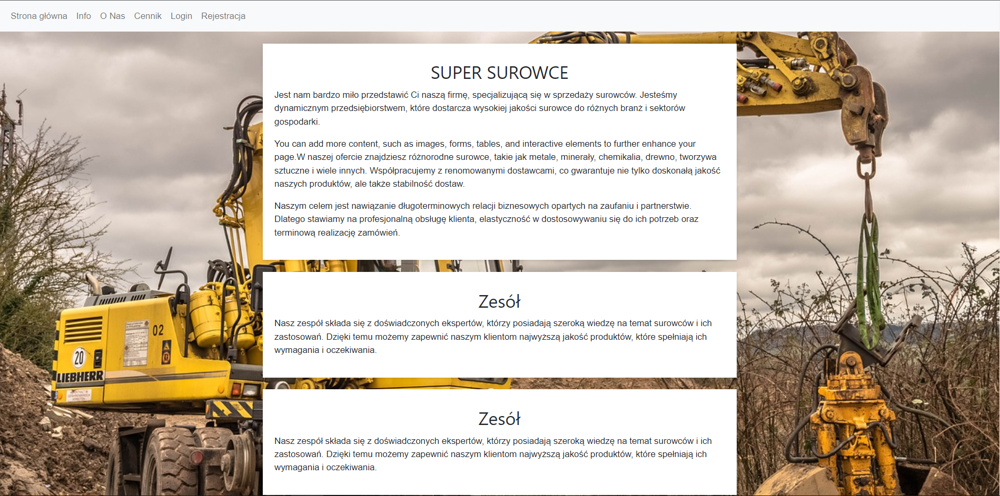 Strona główna Info O Nas Cennik Login Rejestracja
SUPER SUROWCE
Jest nam bardzo miło przedstawić Ci naszą firmę, specjalizującą się w sprzedaży surowców. Jesteśmy
dynamicznym przedsiębiorstwem, które dostarcza wysokiej jakości surowce do różnych branż i sektorów
gospodarki.
You can add more content, such as images, forms, tables, and interactive elements to further enhance your
page.W naszej ofercie znajdziesz różnorodne surowce, takie jak metale, minerały, chemikalia, drewno, tworzywa
sztuczne i wiele innych. Współpracujemy z renomowanymi dostawcami, co gwarantuje nie tylko doskonałą jakość
naszych produktów, ale także stabilność dostaw.
Naszym celem jest nawiązanie długoterminowych relacji biznesowych opartych na zaufaniu i partnerstwie.
Dlatego stawiamy na profesjonalną obsługę klienta, elastyczność w dostosowywaniu się do ich potrzeb oraz
terminową realizację zamówień.
Zesół
Nasz zespół składa się z doświadczonych ekspertów, którzy posiadają szeroką wiedzę na temat surowców i ich
zastosowań. Dzięki temu możemy zapewnić naszym klientom najwyższą jakość produktów, które spełniają ich
wymagania i oczekiwania.
02
20
LIEBHERR
Zesół
Nasz zespół składa się z doświadczonych ekspertów, którzy posiadają szeroką wiedzę na temat surowców i ich
zastosowań. Dzięki temu możemy zapewnić naszym klientom najwyższą jakość produktów, które spełniają ich
wymagania i oczekiwania.